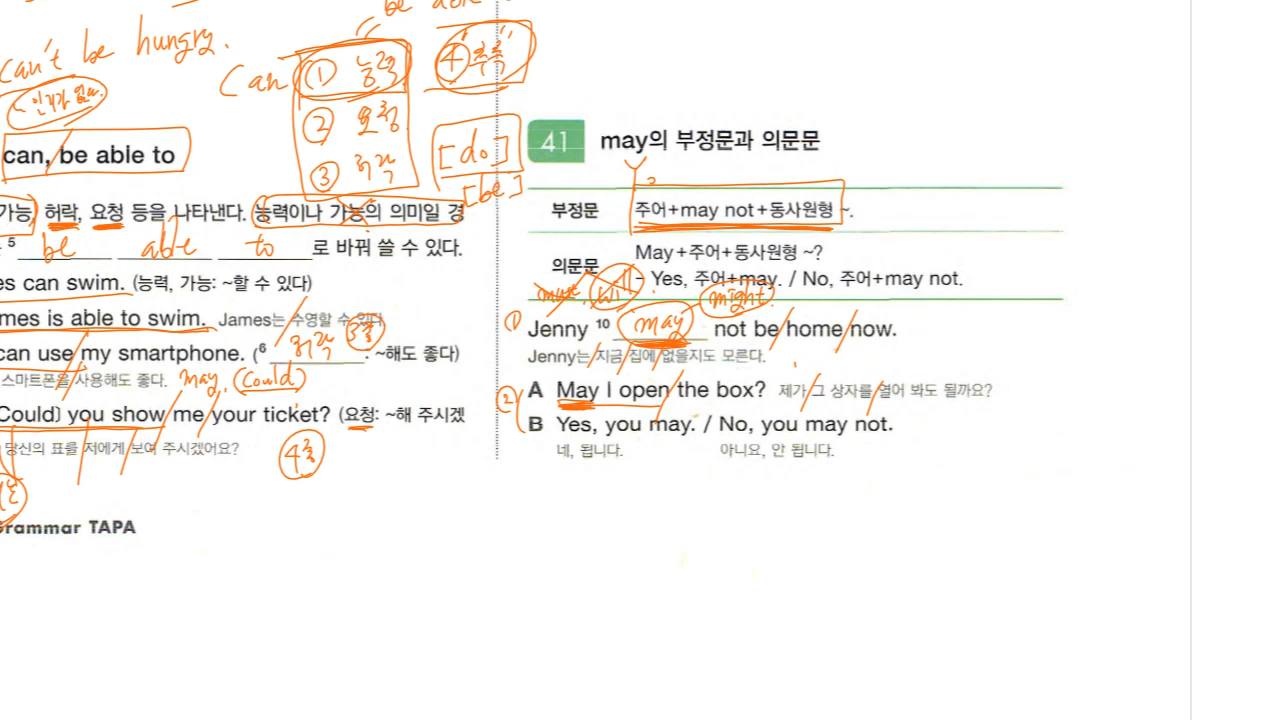 can't be hungry.
can, be able to
Can ① 능력 ④ 추측
② 요청
③ 허락
[do]
[be]
가능, 허락, 요청 등을 나타낸다. 능력이나 가능의 의미일 경
5 be able to 로 바꿔 쓸 수 있다.
es can swim. (능력, 가능: ~할 수 있다)
mes is able to swim. James는 수영할 수 있다
can use my smartphone. (6 허락 : ~해도 좋다)
스마트폰을 사용해도 좋다. may, could
Could) you show me your ticket? (요청: ~해 주시겠
당신의 표를 저에게 보여 주시겠어요?
Grammar TAPA
41 may의 부정문과 의문문
부정문 주어+may not+동사원형 ~.
의문문 May+주어+동사원형 ~?
- Yes, 주어+may. / No, 주어+may not.
will might
① Jenny 10 may not be home now.
Jenny는 지금 집에 없을지도 모른다.
② A May I open the box? 제가 그 상자를 열어 봐도 될까요?
B Yes, you may. / No, you may not.
네, 됩니다. 아니요, 안 됩니다.